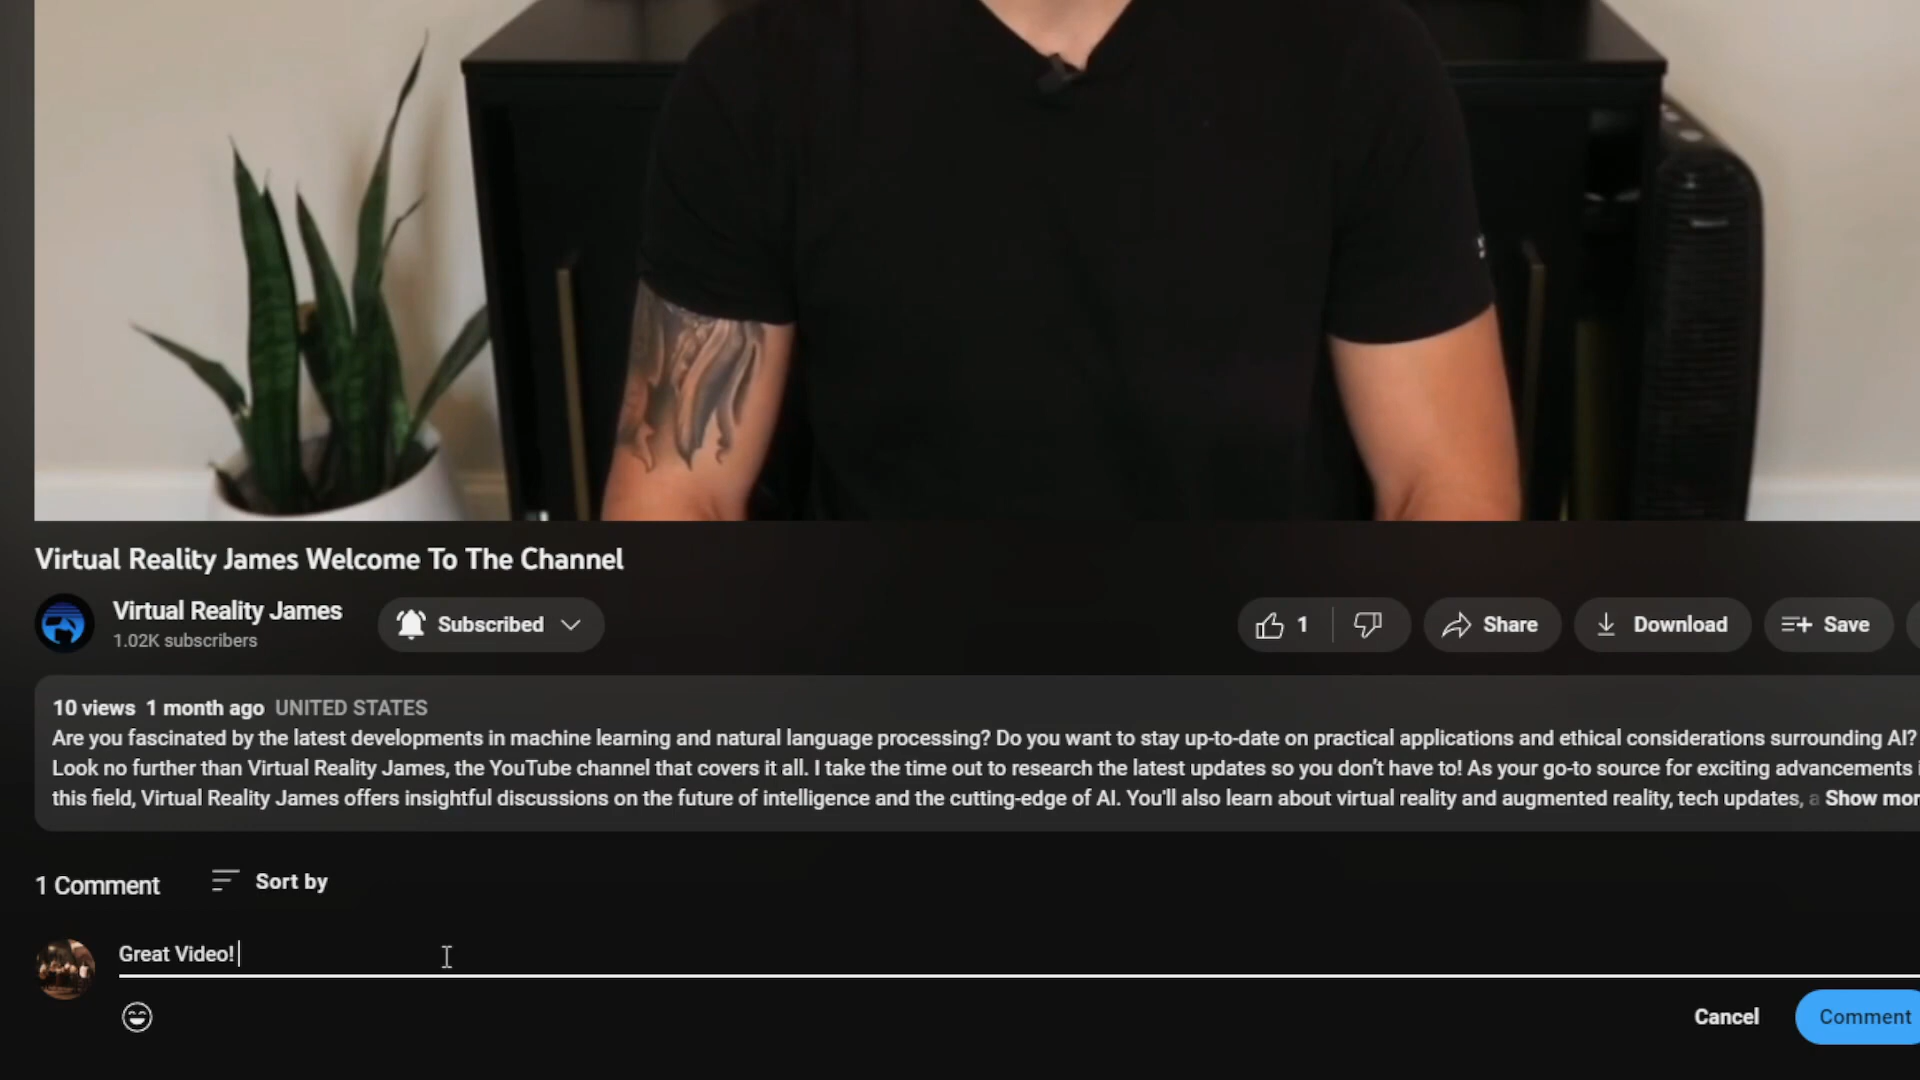 Virtual Reality James Welcome To The Channel
Virtual Reality James
1.02K subscribers
Subscribed
1
Share
Download
Save
10 views 1 month ago UNITED STATES
Are you fascinated by the latest developments in machine learning and natural language processing? Do you want to stay up-to-date on practical applications and ethical considerations surrounding AI?
Look no further than Virtual Reality James, the YouTube channel that covers it all. I take the time out to research the latest updates so you don't have to! As your go-to source for exciting advancements i
this field, Virtual Reality James offers insightful discussions on the future of intelligence and the cutting-edge of AI. You'll also learn about virtual reality and augmented reality, tech updates, a Show mor
1 Comment
Sort by
Great Video!
Cancel
Comment